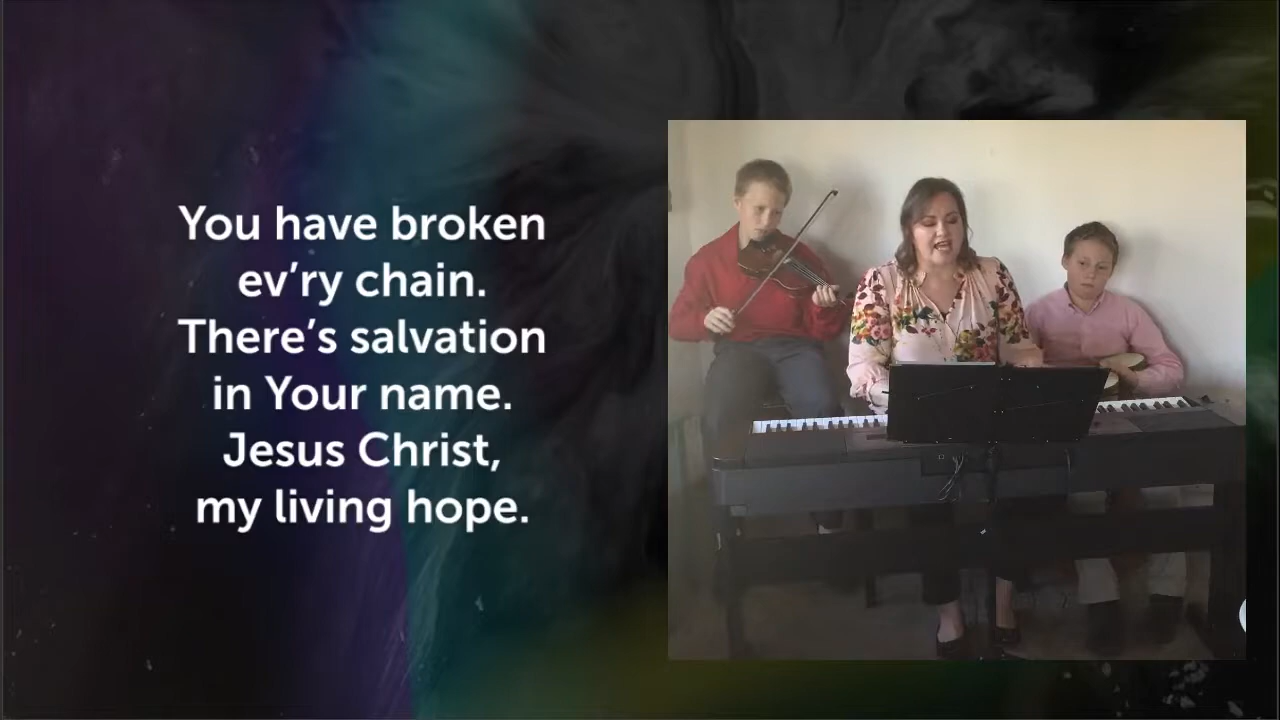 You have broken
ev’ry chain.
There’s salvation
in Your name.
Jesus Christ,
my living hope.